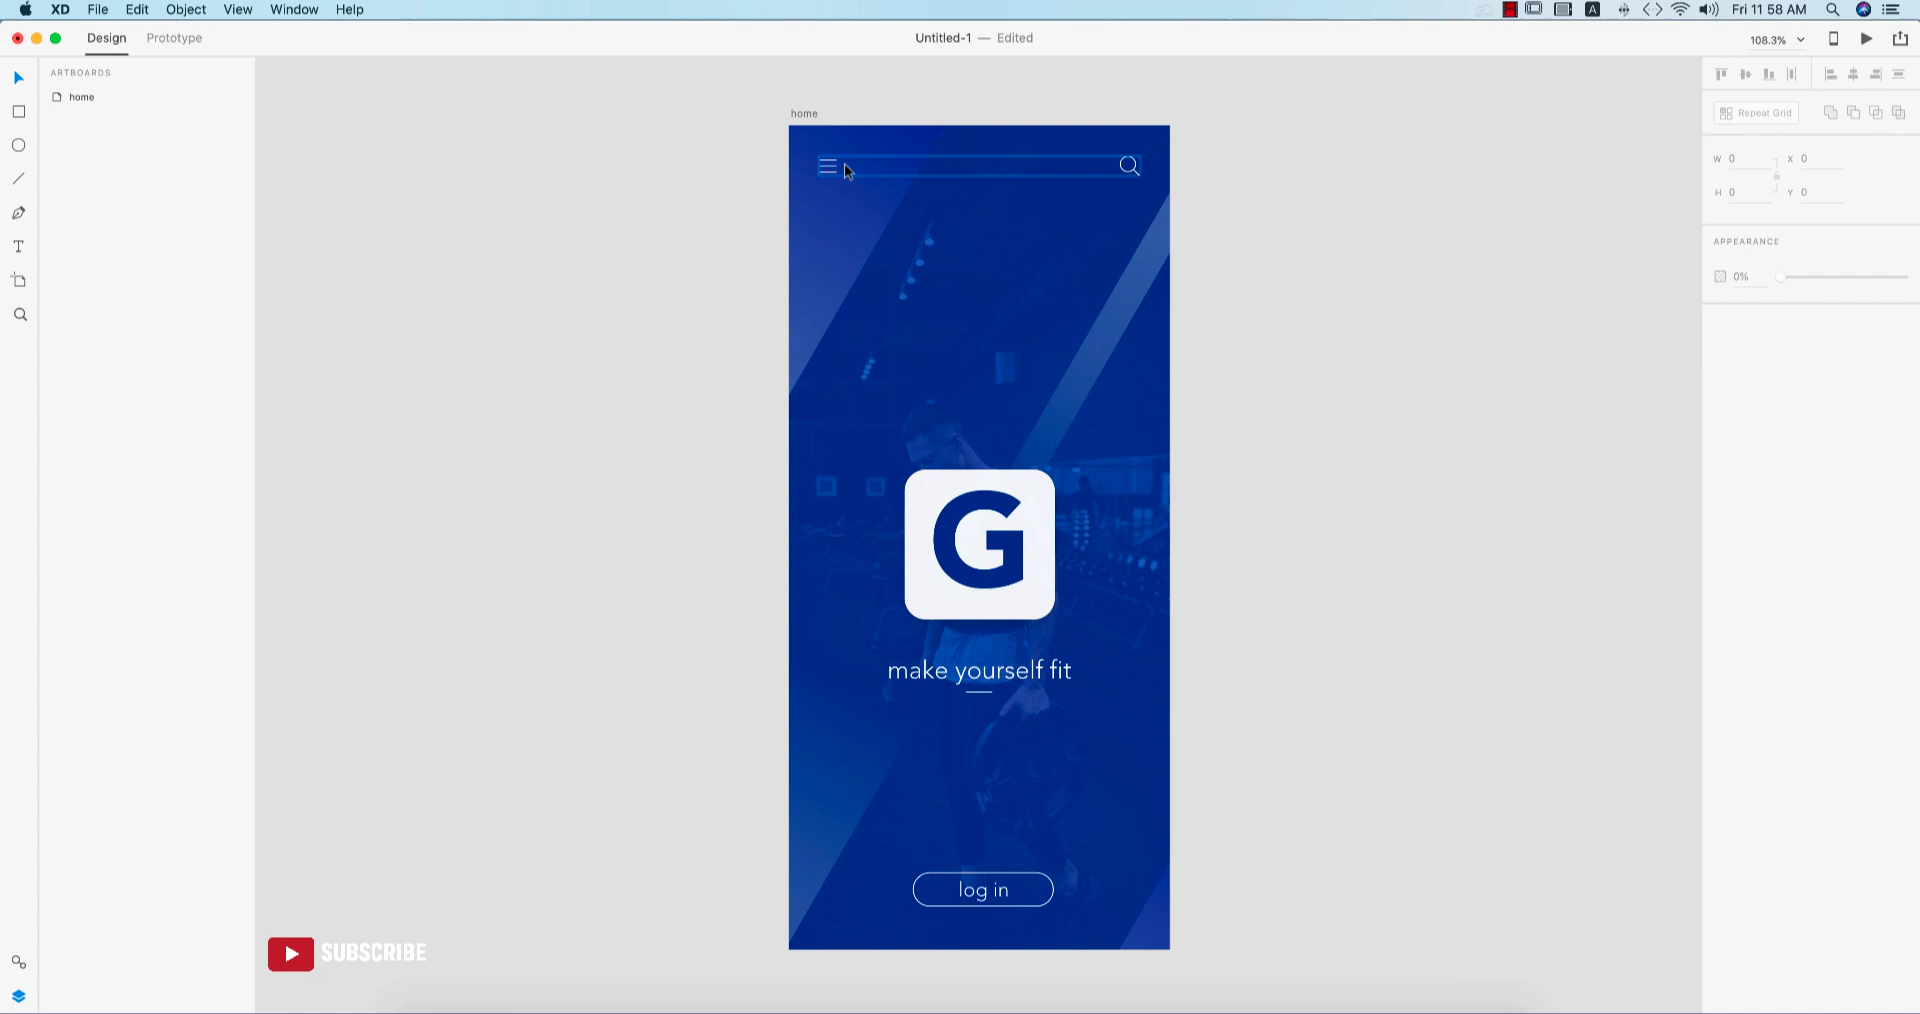 XD File Edit Object View Window Help
A Fri 11 58 AM
Design Prototype
Untitled-1 — Edited
108.3%
ARTBOARDS
home
home
Repeat Grid
W 0 X 0
H 0 Y 0
APPEARANCE
0%
G
make yourself fit
log in
SUBSCRIBE